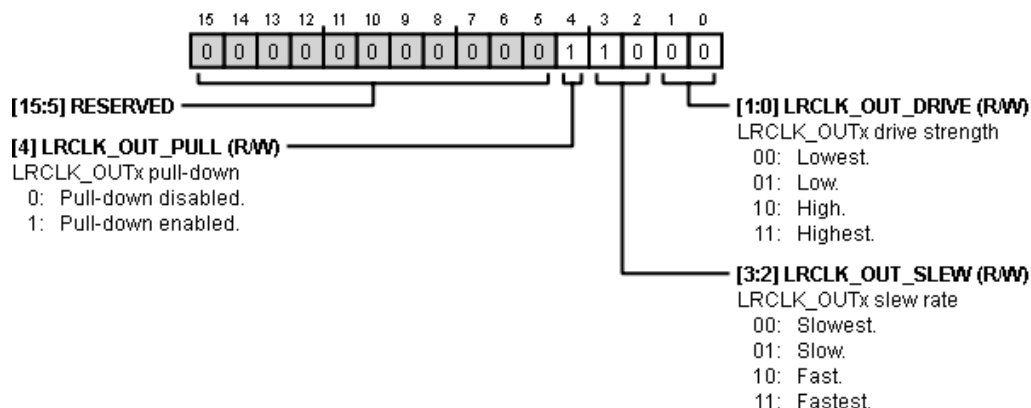 15 14 13 12 11 10 9 8 7 6 5 4 3 2 1 0
0 0 0 0 0 0 0 0 0 0 0 1 1 0 0 0
[15:5] RESERVED
[4] LRCLK_OUT_PULL (R/W)
LRCLK_OUTx pull-down
0: Pull-down disabled.
1: Pull-down enabled.
[1:0] LRCLK_OUT_DRIVE (R/W)
LRCLK_OUTx drive strength
00: Lowest.
01: Low.
10: High.
11: Highest.
[3:2] LRCLK_OUT_SLEW (R/W)
LRCLK_OUTx slew rate
00: Slowest.
01: Slow.
10: Fast.
11: Fastest.